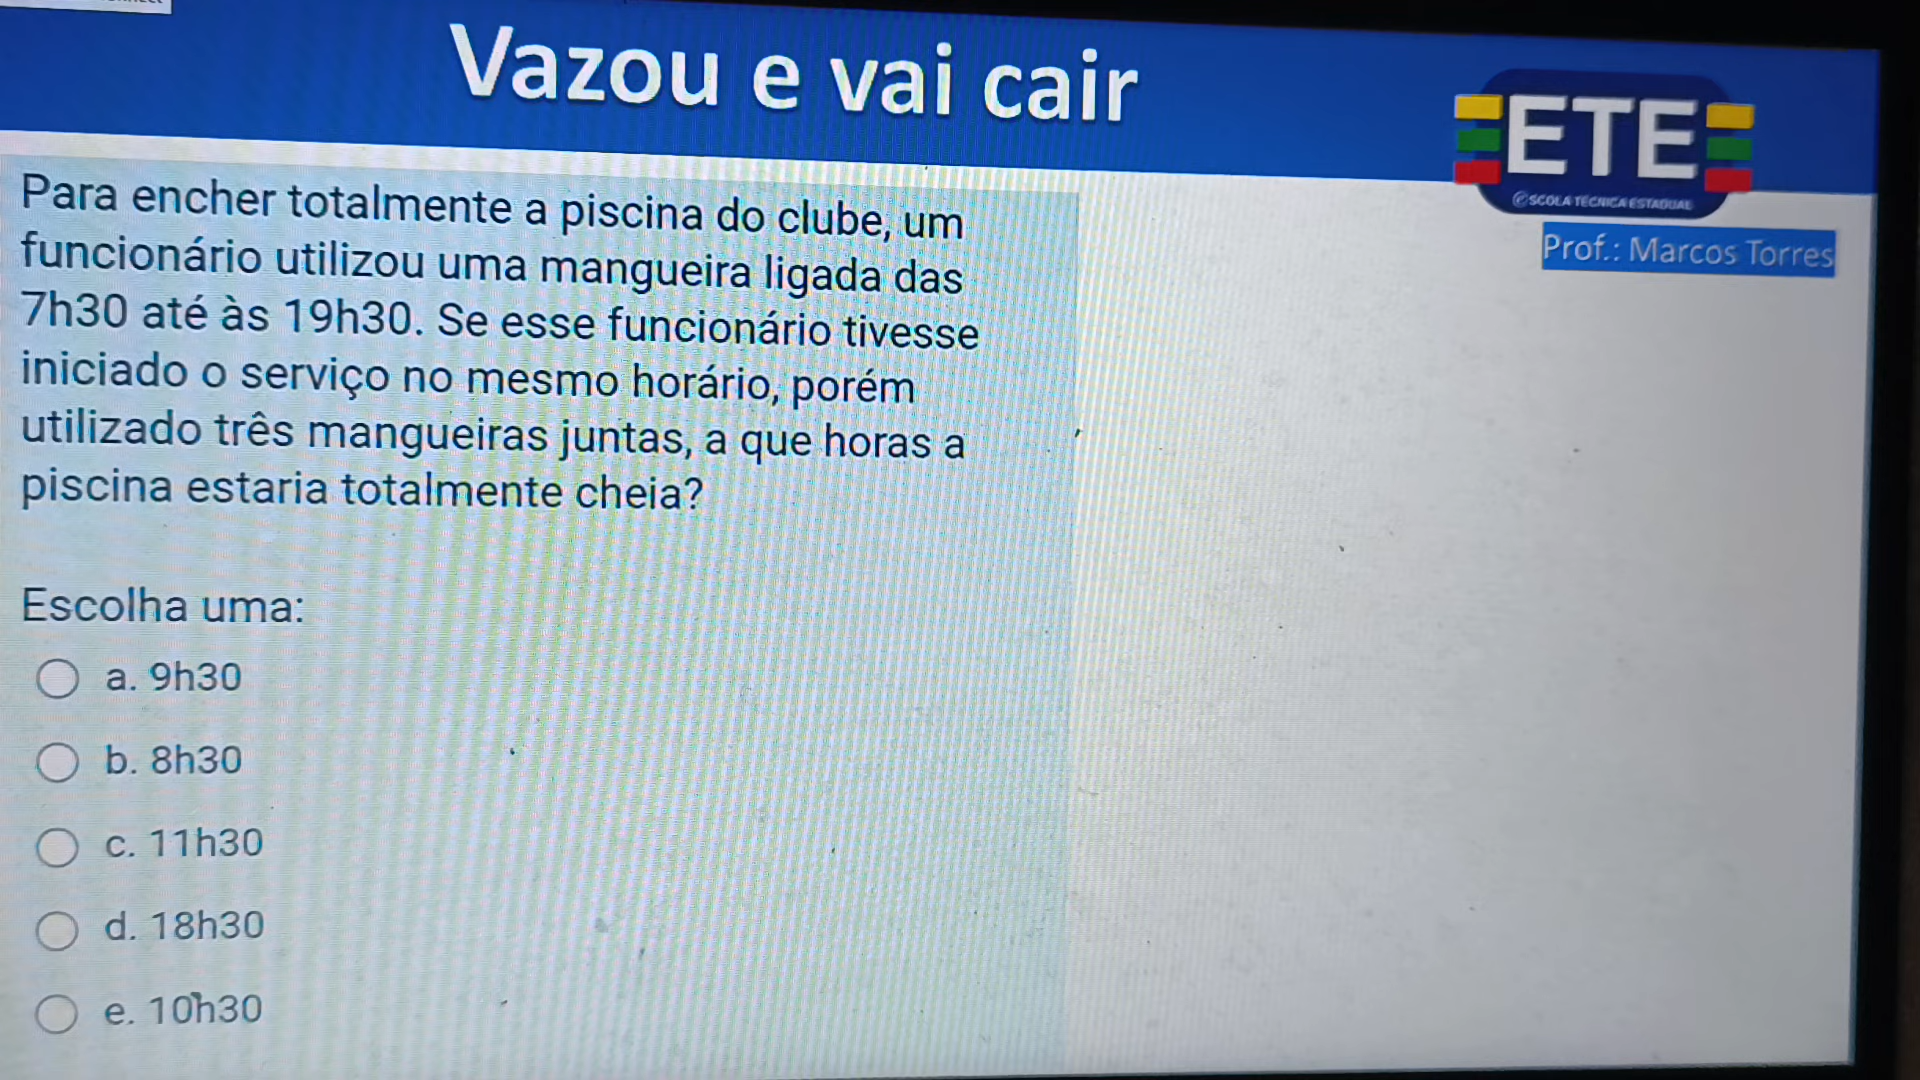 Vazou e vai cair
ETE
ESCOLA TÉCNICA ESTADUAL
Prof.: Marcos Torres
Para encher totalmente a piscina do clube, um
funcionário utilizou uma mangueira ligada das
7h30 até às 19h30. Se esse funcionário tivesse
iniciado o serviço no mesmo horário, porém
utilizado três mangueiras juntas, a que horas a
piscina estaria totalmente cheia?
Escolha uma:
a. 9h30
b. 8h30
c. 11h30
d. 18h30
e. 10h30